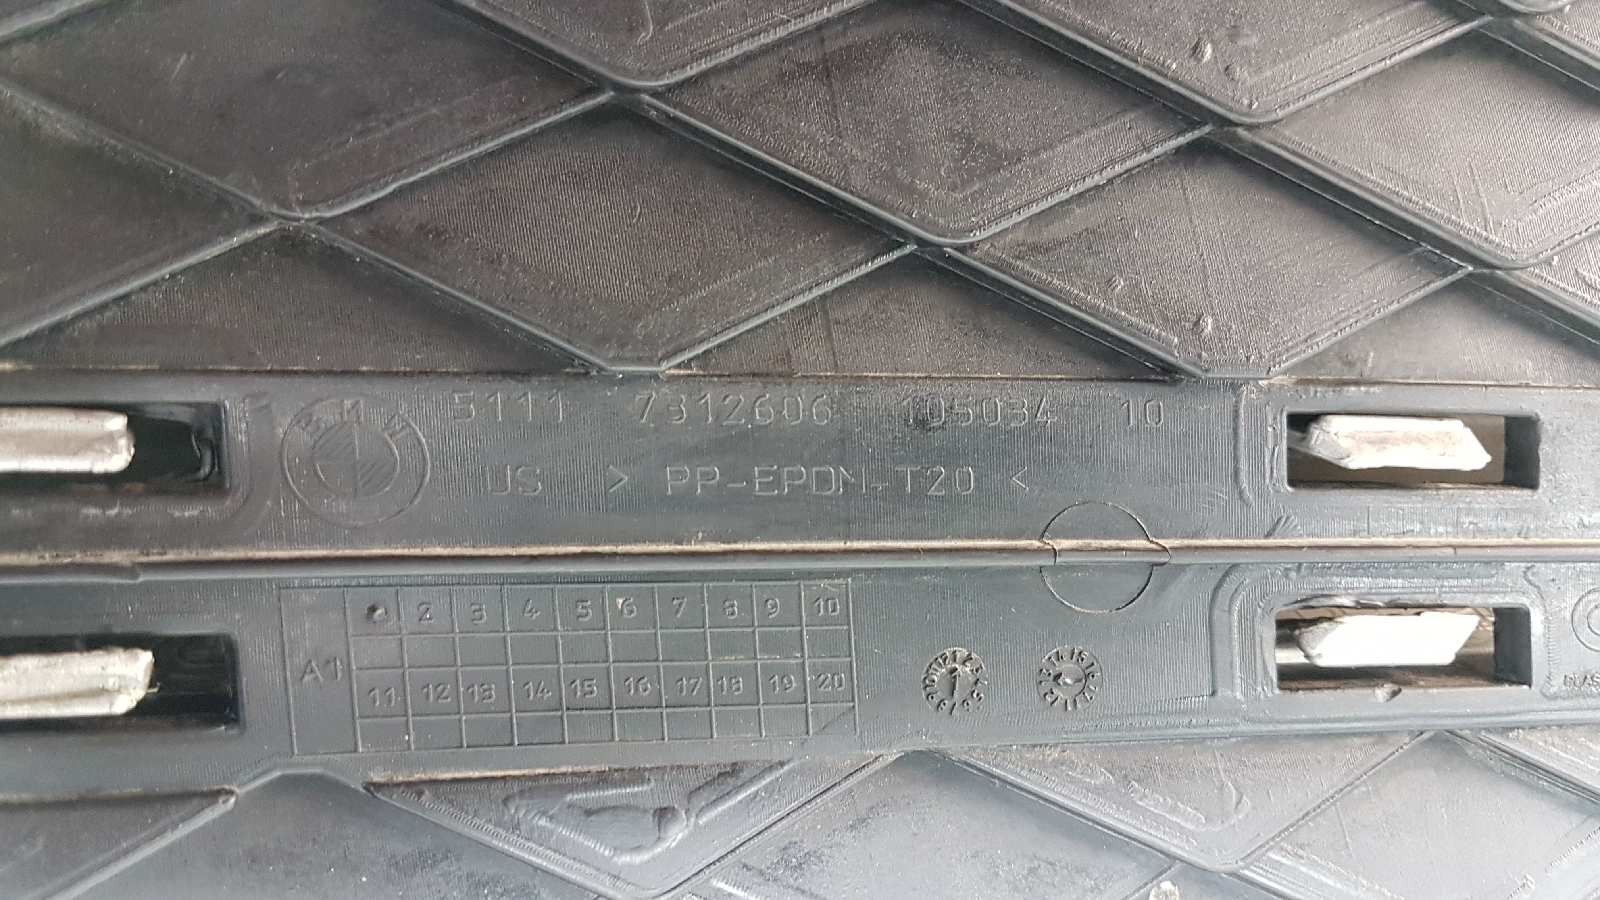 BMW 5111 7312606 105034 10
US > PP-EPDM-T20 <
2 3 4 5 6 7 8 9 10
A1
11 12 13 14 15 16 17 18 19 20